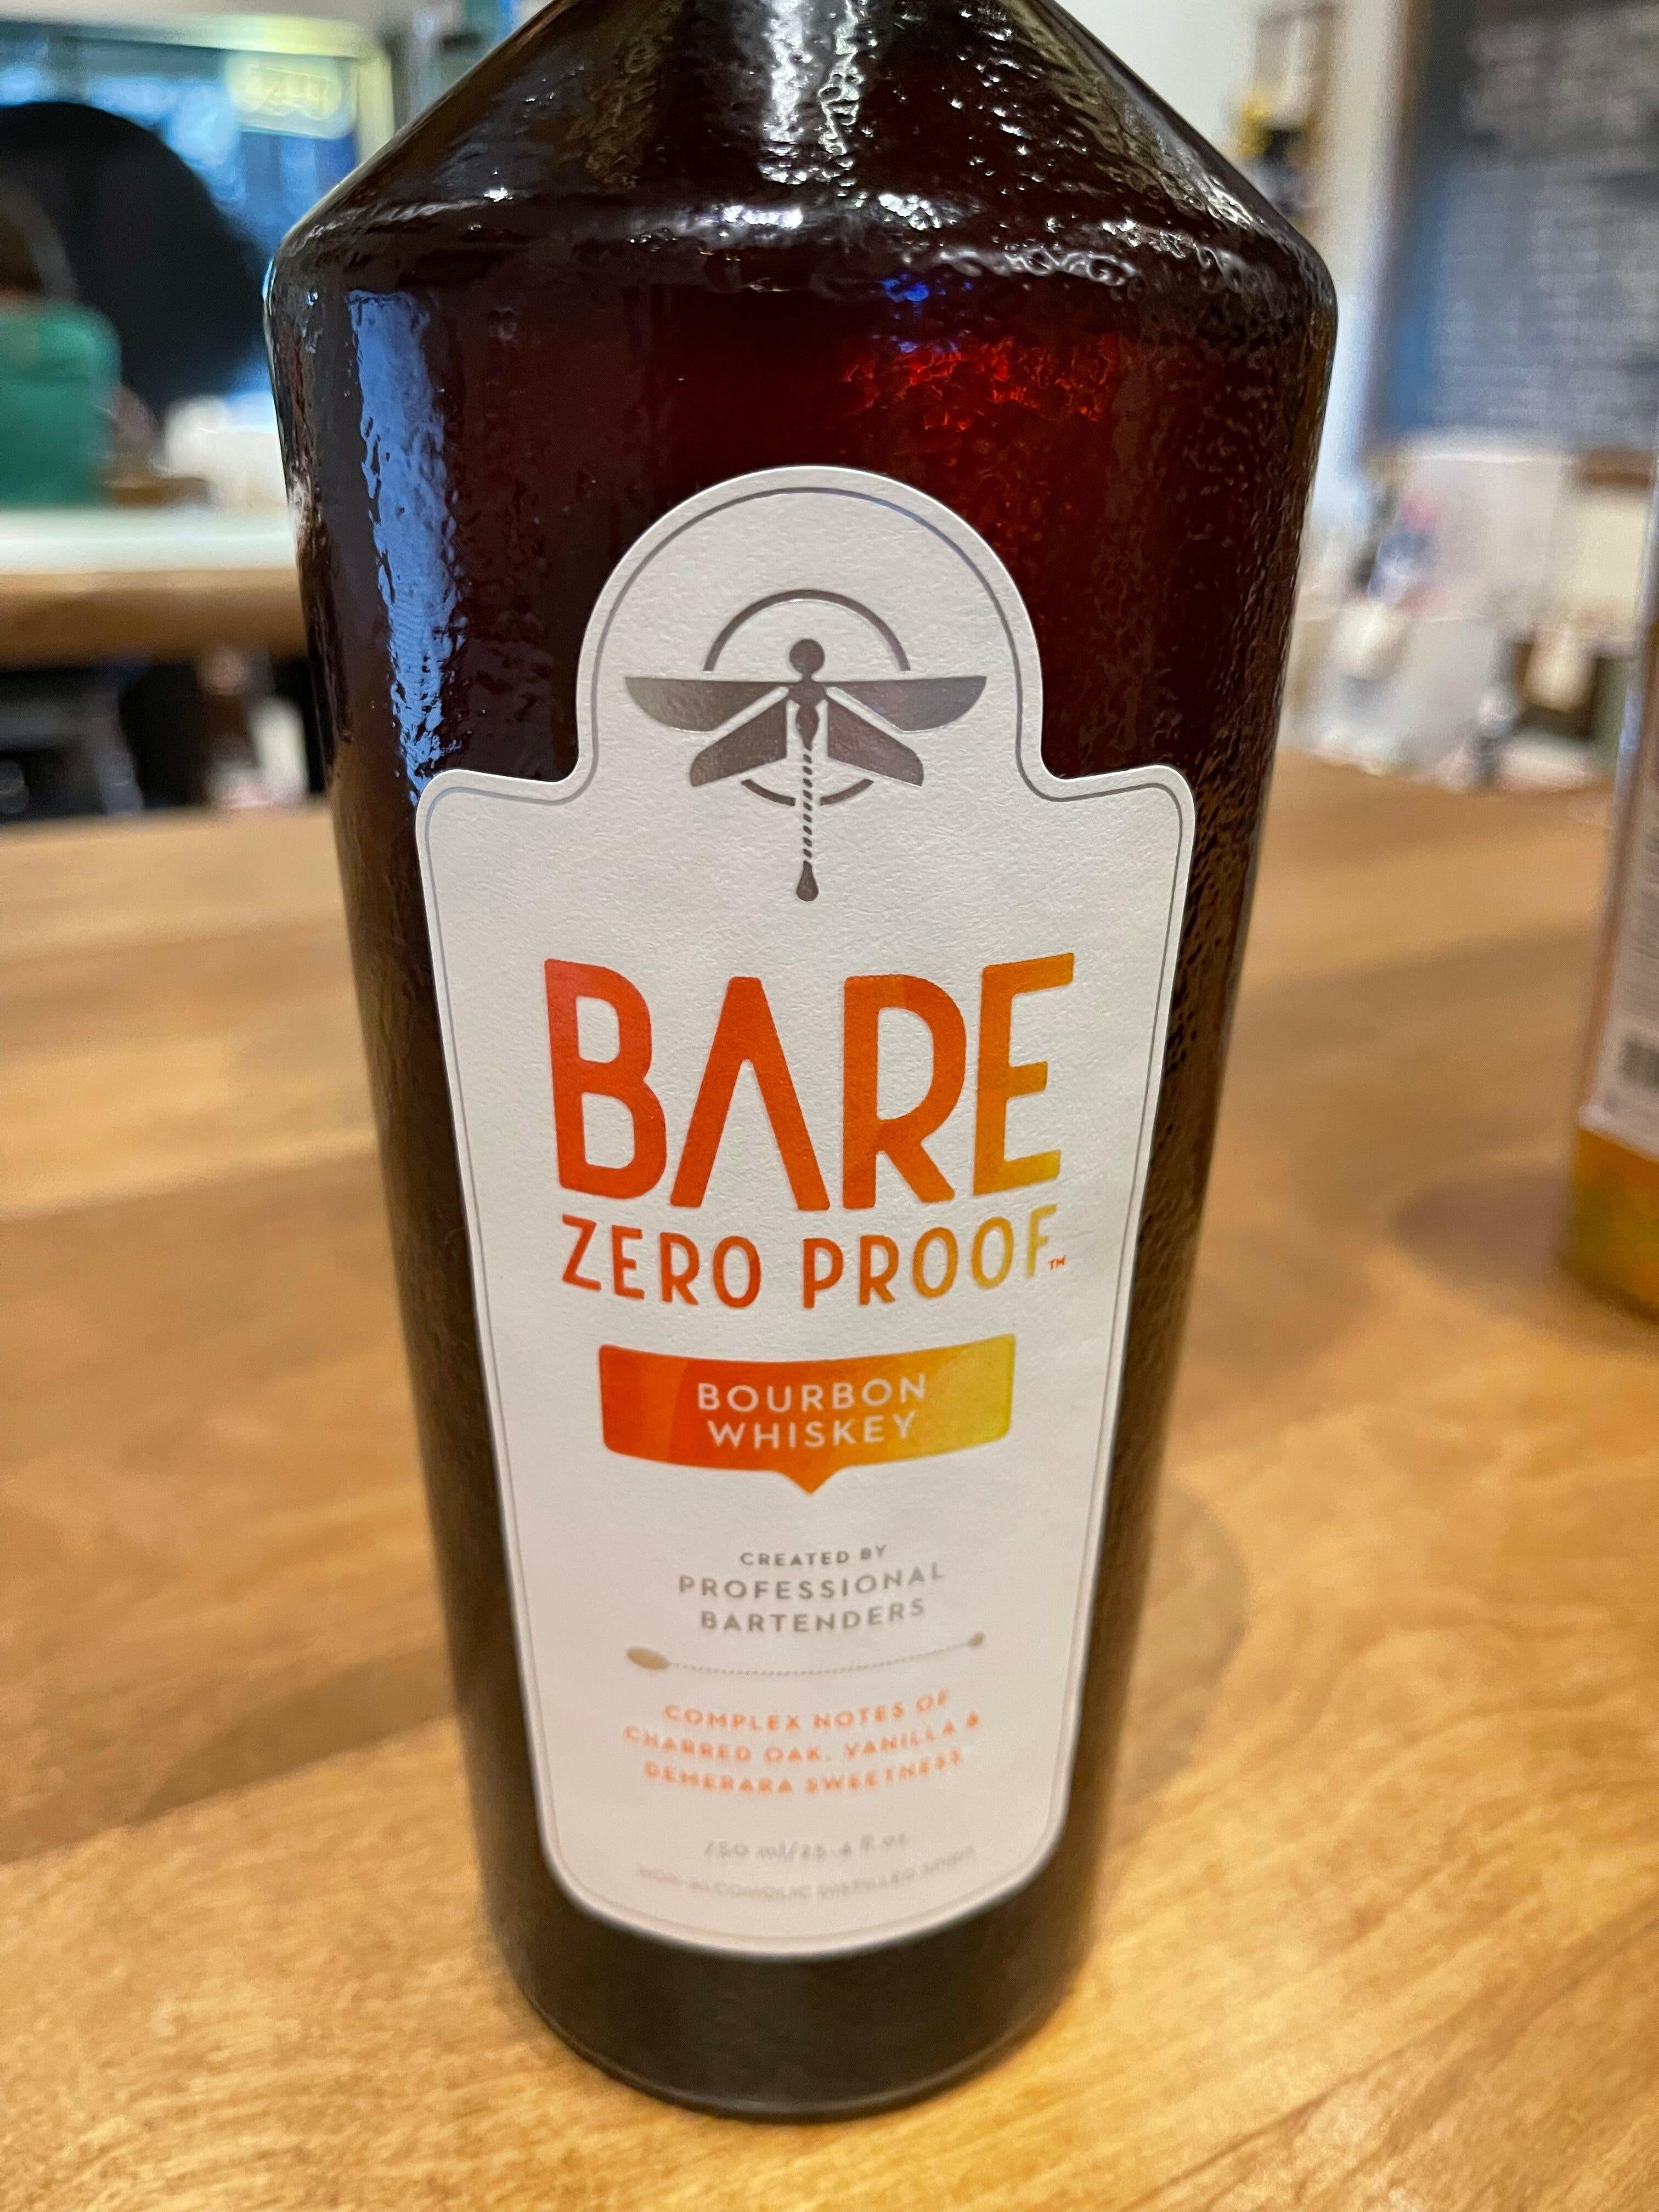 BARE
ZERO PROOF™
BOURBON
WHISKEY
CREATED BY
PROFESSIONAL
BARTENDERS
COMPLEX NOTES OF
CHARRED OAK, VANILLA &
DEMERARA SWEETNESS
750 ml/25.4 fl.oz
NON-ALCOHOLIC DISTILLED SPIRIT